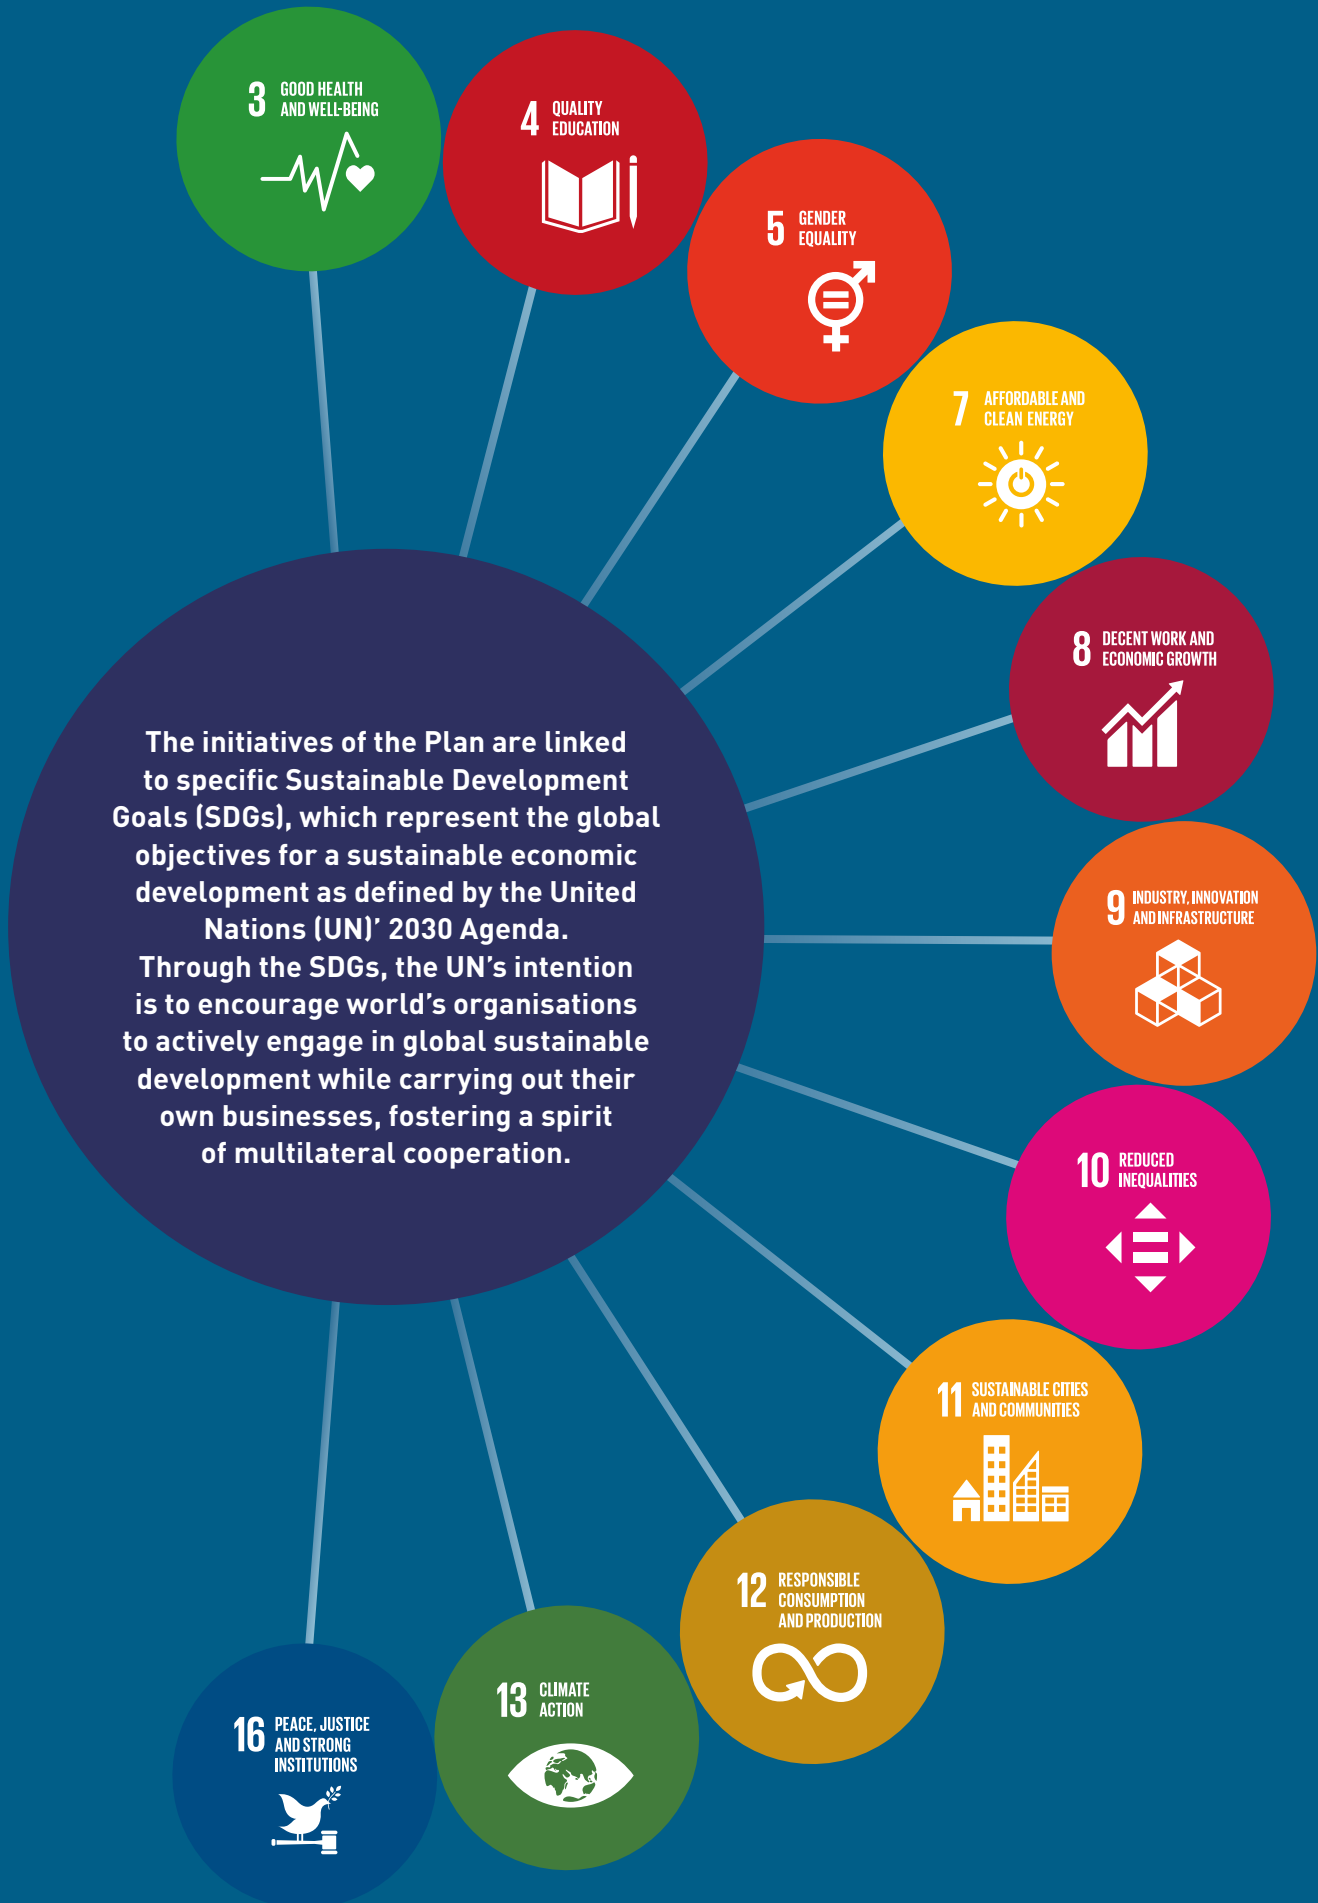 3 GOOD HEALTH
AND WELL-BEING
4 QUALITY
EDUCATION
5 GENDER
EQUALITY
7 AFFORDABLE AND
CLEAN ENERGY
8 DECENT WORK AND
ECONOMIC GROWTH
9 INDUSTRY, INNOVATION
AND INFRASTRUCTURE
10 REDUCED
INEQUALITIES
11 SUSTAINABLE CITIES
AND COMMUNITIES
12 RESPONSIBLE
CONSUMPTION
AND PRODUCTION
13 CLIMATE
ACTION
16 PEACE, JUSTICE
AND STRONG
INSTITUTIONS
The initiatives of the Plan are linked
to specific Sustainable Development
Goals (SDGs), which represent the global
objectives for a sustainable economic
development as defined by the United
Nations (UN)’ 2030 Agenda.
Through the SDGs, the UN’s intention
is to encourage world’s organisations
to actively engage in global sustainable
development while carrying out their
own businesses, fostering a spirit
of multilateral cooperation.